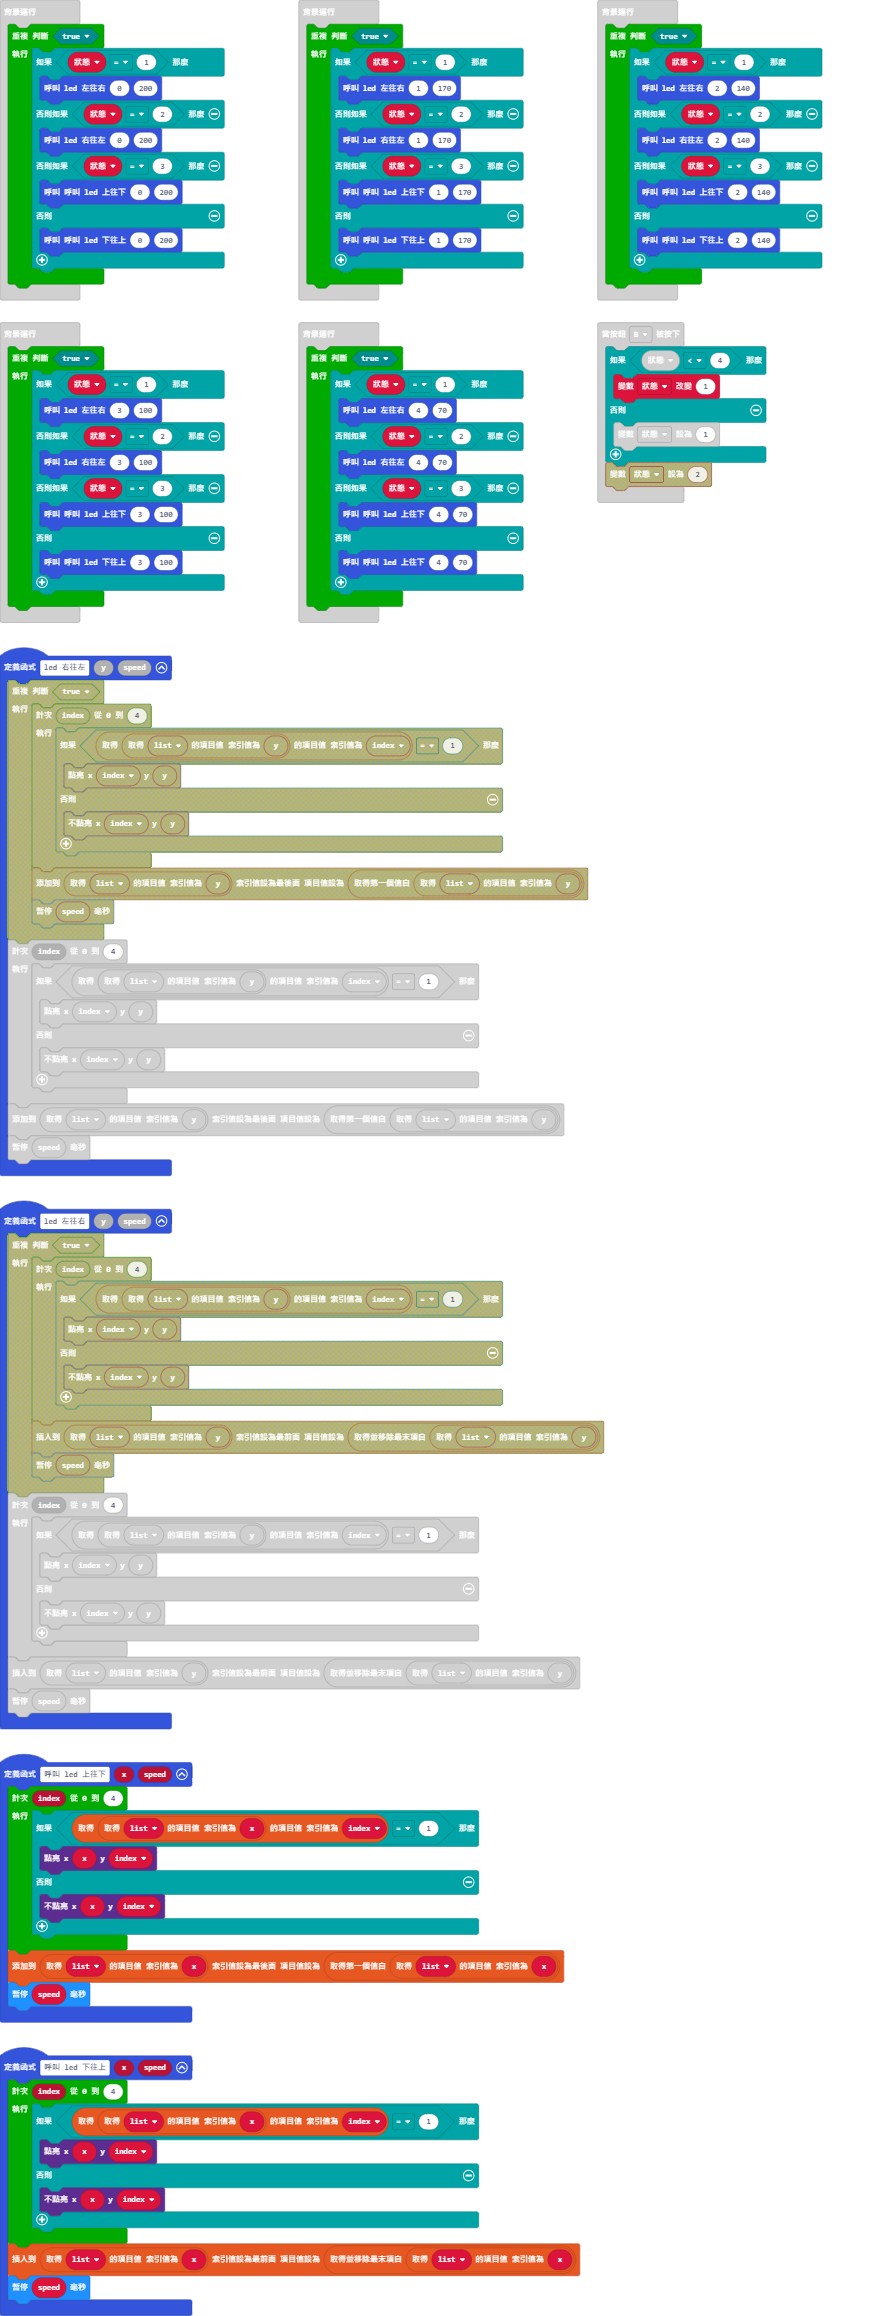 背景運行
重複 判斷 true
執行
如果 狀態 = 1 那麼
呼叫 led 左往右 0 200
否則如果 狀態 = 2 那麼
呼叫 led 右往左 0 200
否則如果 狀態 = 3 那麼
呼叫 呼叫 led 上往下 0 200
否則
呼叫 呼叫 led 下往上 0 200
背景運行
重複 判斷 true
執行
如果 狀態 = 1 那麼
呼叫 led 左往右 1 170
否則如果 狀態 = 2 那麼
呼叫 led 右往左 1 170
否則如果 狀態 = 3 那麼
呼叫 呼叫 led 上往下 1 170
否則
呼叫 呼叫 led 下往上 1 170
背景運行
重複 判斷 true
執行
如果 狀態 = 1 那麼
呼叫 led 左往右 2 140
否則如果 狀態 = 2 那麼
呼叫 led 右往左 2 140
否則如果 狀態 = 3 那麼
呼叫 呼叫 led 上往下 2 140
否則
呼叫 呼叫 led 下往上 2 140
背景運行
重複 判斷 true
執行
如果 狀態 = 1 那麼
呼叫 led 左往右 3 100
否則如果 狀態 = 2 那麼
呼叫 led 右往左 3 100
否則如果 狀態 = 3 那麼
呼叫 呼叫 led 上往下 3 100
否則
呼叫 呼叫 led 下往上 3 100
背景運行
重複 判斷 true
執行
如果 狀態 = 1 那麼
呼叫 led 左往右 4 70
否則如果 狀態 = 2 那麼
呼叫 led 右往左 4 70
否則如果 狀態 = 3 那麼
呼叫 呼叫 led 上往下 4 70
否則
呼叫 呼叫 led 下往上 4 70
當按鈕 B 被按下
如果 狀態 < 4 那麼
變數 狀態 改變 1
否則
變數 狀態 設為 1
變數 狀態 設為 2
定義函式 led 右往左 y speed
重複 判斷 true
執行
計次 index 從 0 到 4
執行
如果 取得 取得 list 的項目值 索引值為 y 的項目值 索引值為 index = 1 那麼
點亮 x index y y
否則
不點亮 x index y y
添加到 取得 list 的項目值 索引值為 y 索引值設為最後面 項目值設為 取得第一個值自 取得 list 的項目值 索引值為 y
暫停 speed 毫秒
計次 index 從 0 到 4
執行
如果 取得 取得 list 的項目值 索引值為 y 的項目值 索引值為 index = 1 那麼
點亮 x index y y
否則
不點亮 x index y y
添加到 取得 list 的項目值 索引值為 y 索引值設為最後面 項目值設為 取得第一個值自 取得 list 的項目值 索引值為 y
暫停 speed 毫秒
定義函式 led 左往右 y speed
重複 判斷 true
執行
計次 index 從 0 到 4
執行
如果 取得 取得 list 的項目值 索引值為 y 的項目值 索引值為 index = 1 那麼
點亮 x index y y
否則
不點亮 x index y y
插入到 取得 list 的項目值 索引值為 y 索引值設為最前面 項目值設為 取得並移除最末項自 取得 list 的項目值 索引值為 y
暫停 speed 毫秒
計次 index 從 0 到 4
執行
如果 取得 取得 list 的項目值 索引值為 y 的項目值 索引值為 index = 1 那麼
點亮 x index y y
否則
不點亮 x index y y
插入到 取得 list 的項目值 索引值為 y 索引值設為最前面 項目值設為 取得並移除最末項自 取得 list 的項目值 索引值為 y
暫停 speed 毫秒
定義函式 呼叫 led 上往下 x speed
計次 index 從 0 到 4
執行
如果 取得 取得 list 的項目值 索引值為 x 的項目值 索引值為 index = 1 那麼
點亮 x x y index
否則
不點亮 x x y index
添加到 取得 list 的項目值 索引值為 x 索引值設為最後面 項目值設為 取得第一個值自 取得 list 的項目值 索引值為 x
暫停 speed 毫秒
定義函式 呼叫 led 下往上 x speed
計次 index 從 0 到 4
執行
如果 取得 取得 list 的項目值 索引值為 x 的項目值 索引值為 index = 1 那麼
點亮 x x y index
否則
不點亮 x x y index
插入到 取得 list 的項目值 索引值為 x 索引值設為最前面 項目值設為 取得並移除最末項自 取得 list 的項目值 索引值為 x
暫停 speed 毫秒